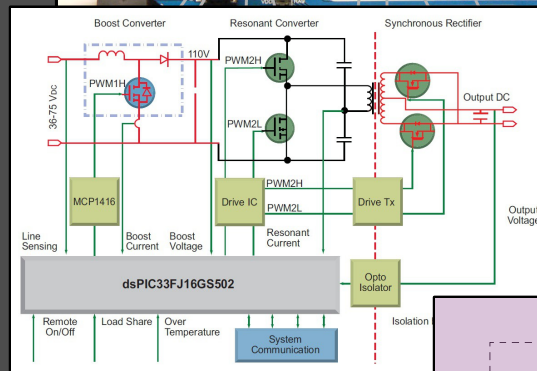 Boost Converter
Resonant Converter
Synchronous Rectifier
110V
PWM2H
PWM1H
36-75 VDC
Output DC
PWM2L
MCP1416
Drive IC
PWM2H
PWM2L
Drive Tx
Line
Sensing
Boost
Current
Boost
Voltage
Resonant
Current
Output
Voltage
dsPIC33FJ16GS502
Opto
Isolator
Remote
On/Off
Load Share
Over
Temperature
System
Communication
Isolation